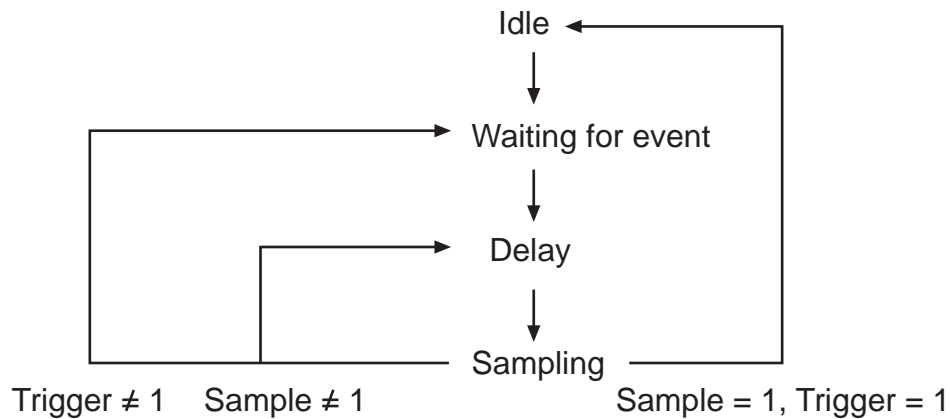 Idle
Waiting for event
Delay
Sampling
Trigger ≠ 1 Sample ≠ 1 Sample = 1, Trigger = 1